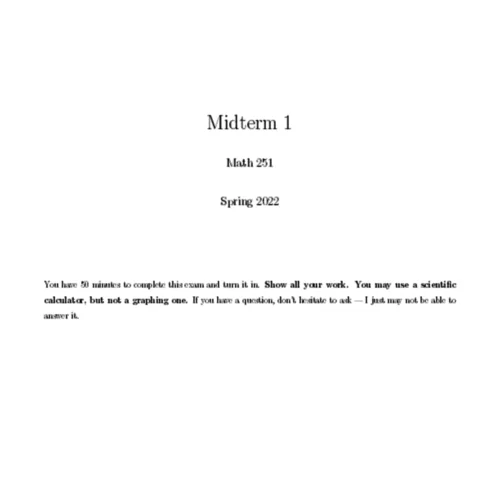 Midterm 1
Math 251
Spring 2022
You have 50 minutes to complete this exam and turn it in. Show all your work. You may use a scientific
calculator, but not a graphing one. If you have a question, don't hesitate to ask — I just may not be able to
answer it.